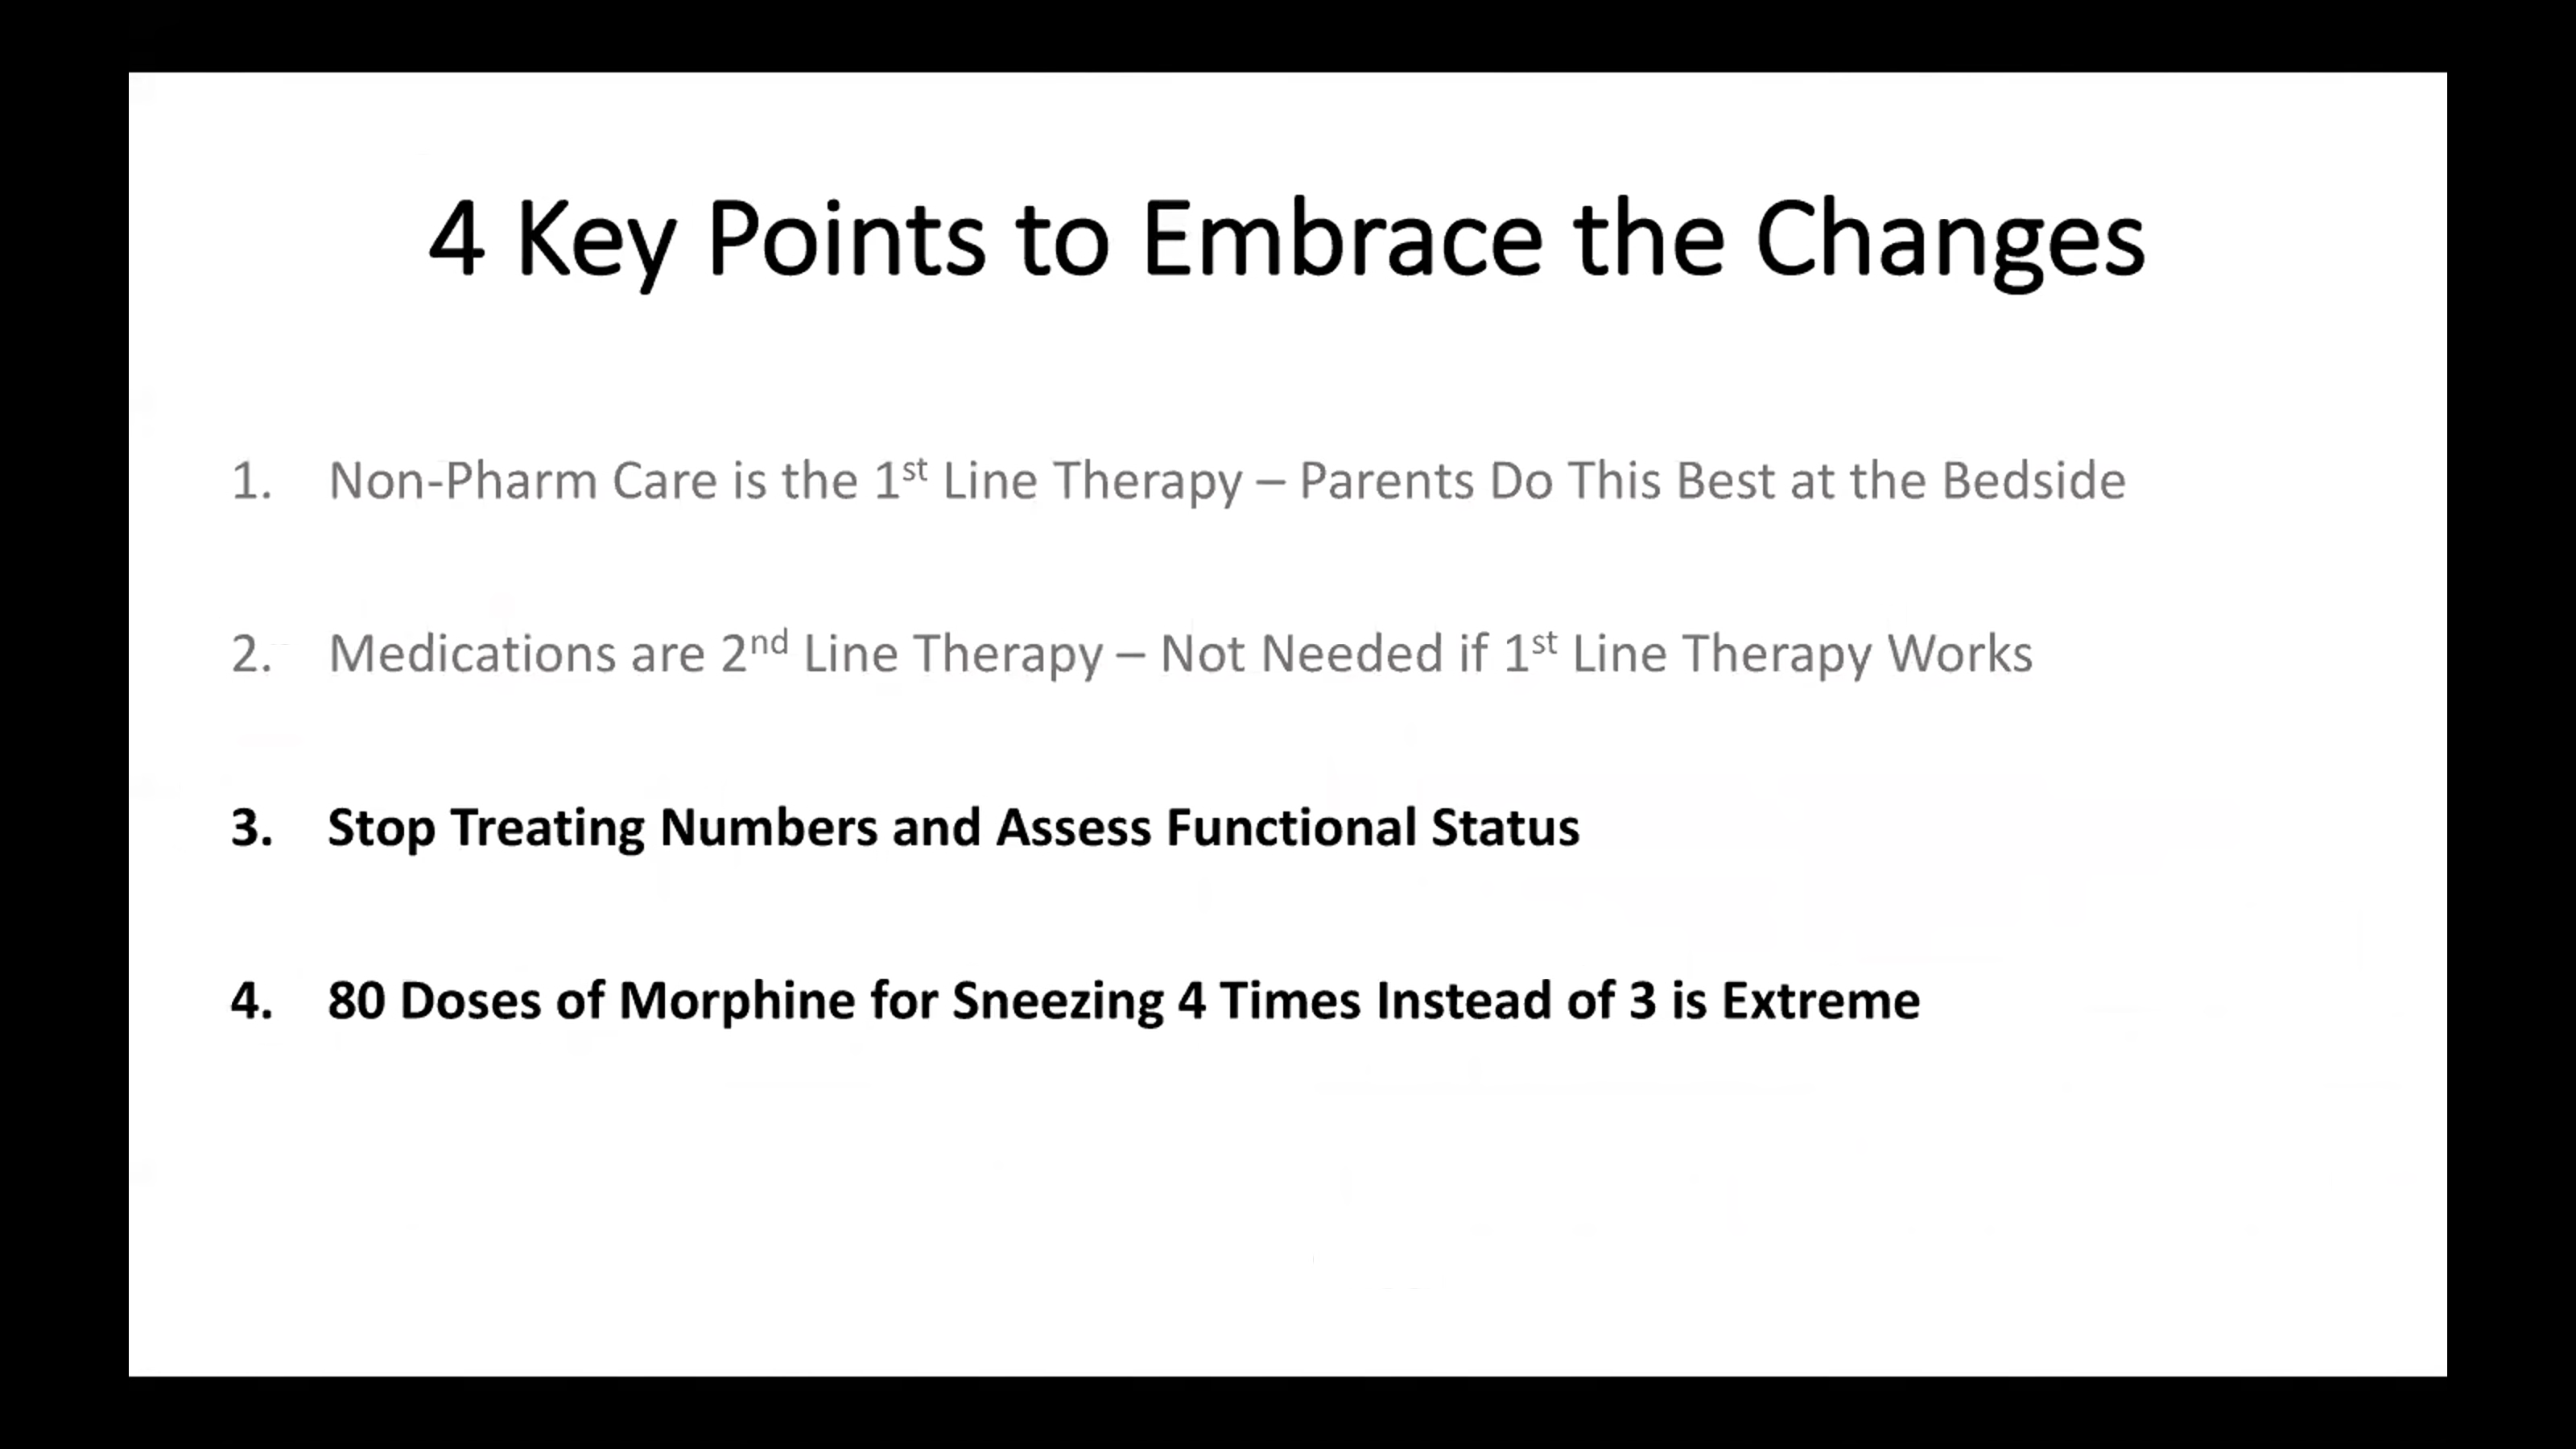 4 Key Points to Embrace the Changes
1. Non-Pharm Care is the 1st Line Therapy – Parents Do This Best at the Bedside
2. Medications are 2nd Line Therapy – Not Needed if 1st Line Therapy Works
3. Stop Treating Numbers and Assess Functional Status
4. 80 Doses of Morphine for Sneezing 4 Times Instead of 3 is Extreme